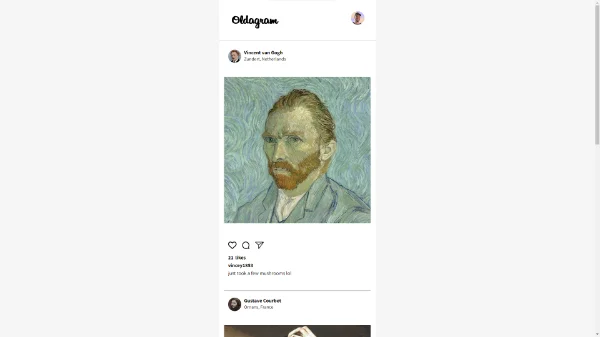 Oldagram
Vincent van Gogh
Zundert, Netherlands
21 likes
vincey1853
just took a few mushrooms lol
Gustave Courbet
Ornans, France